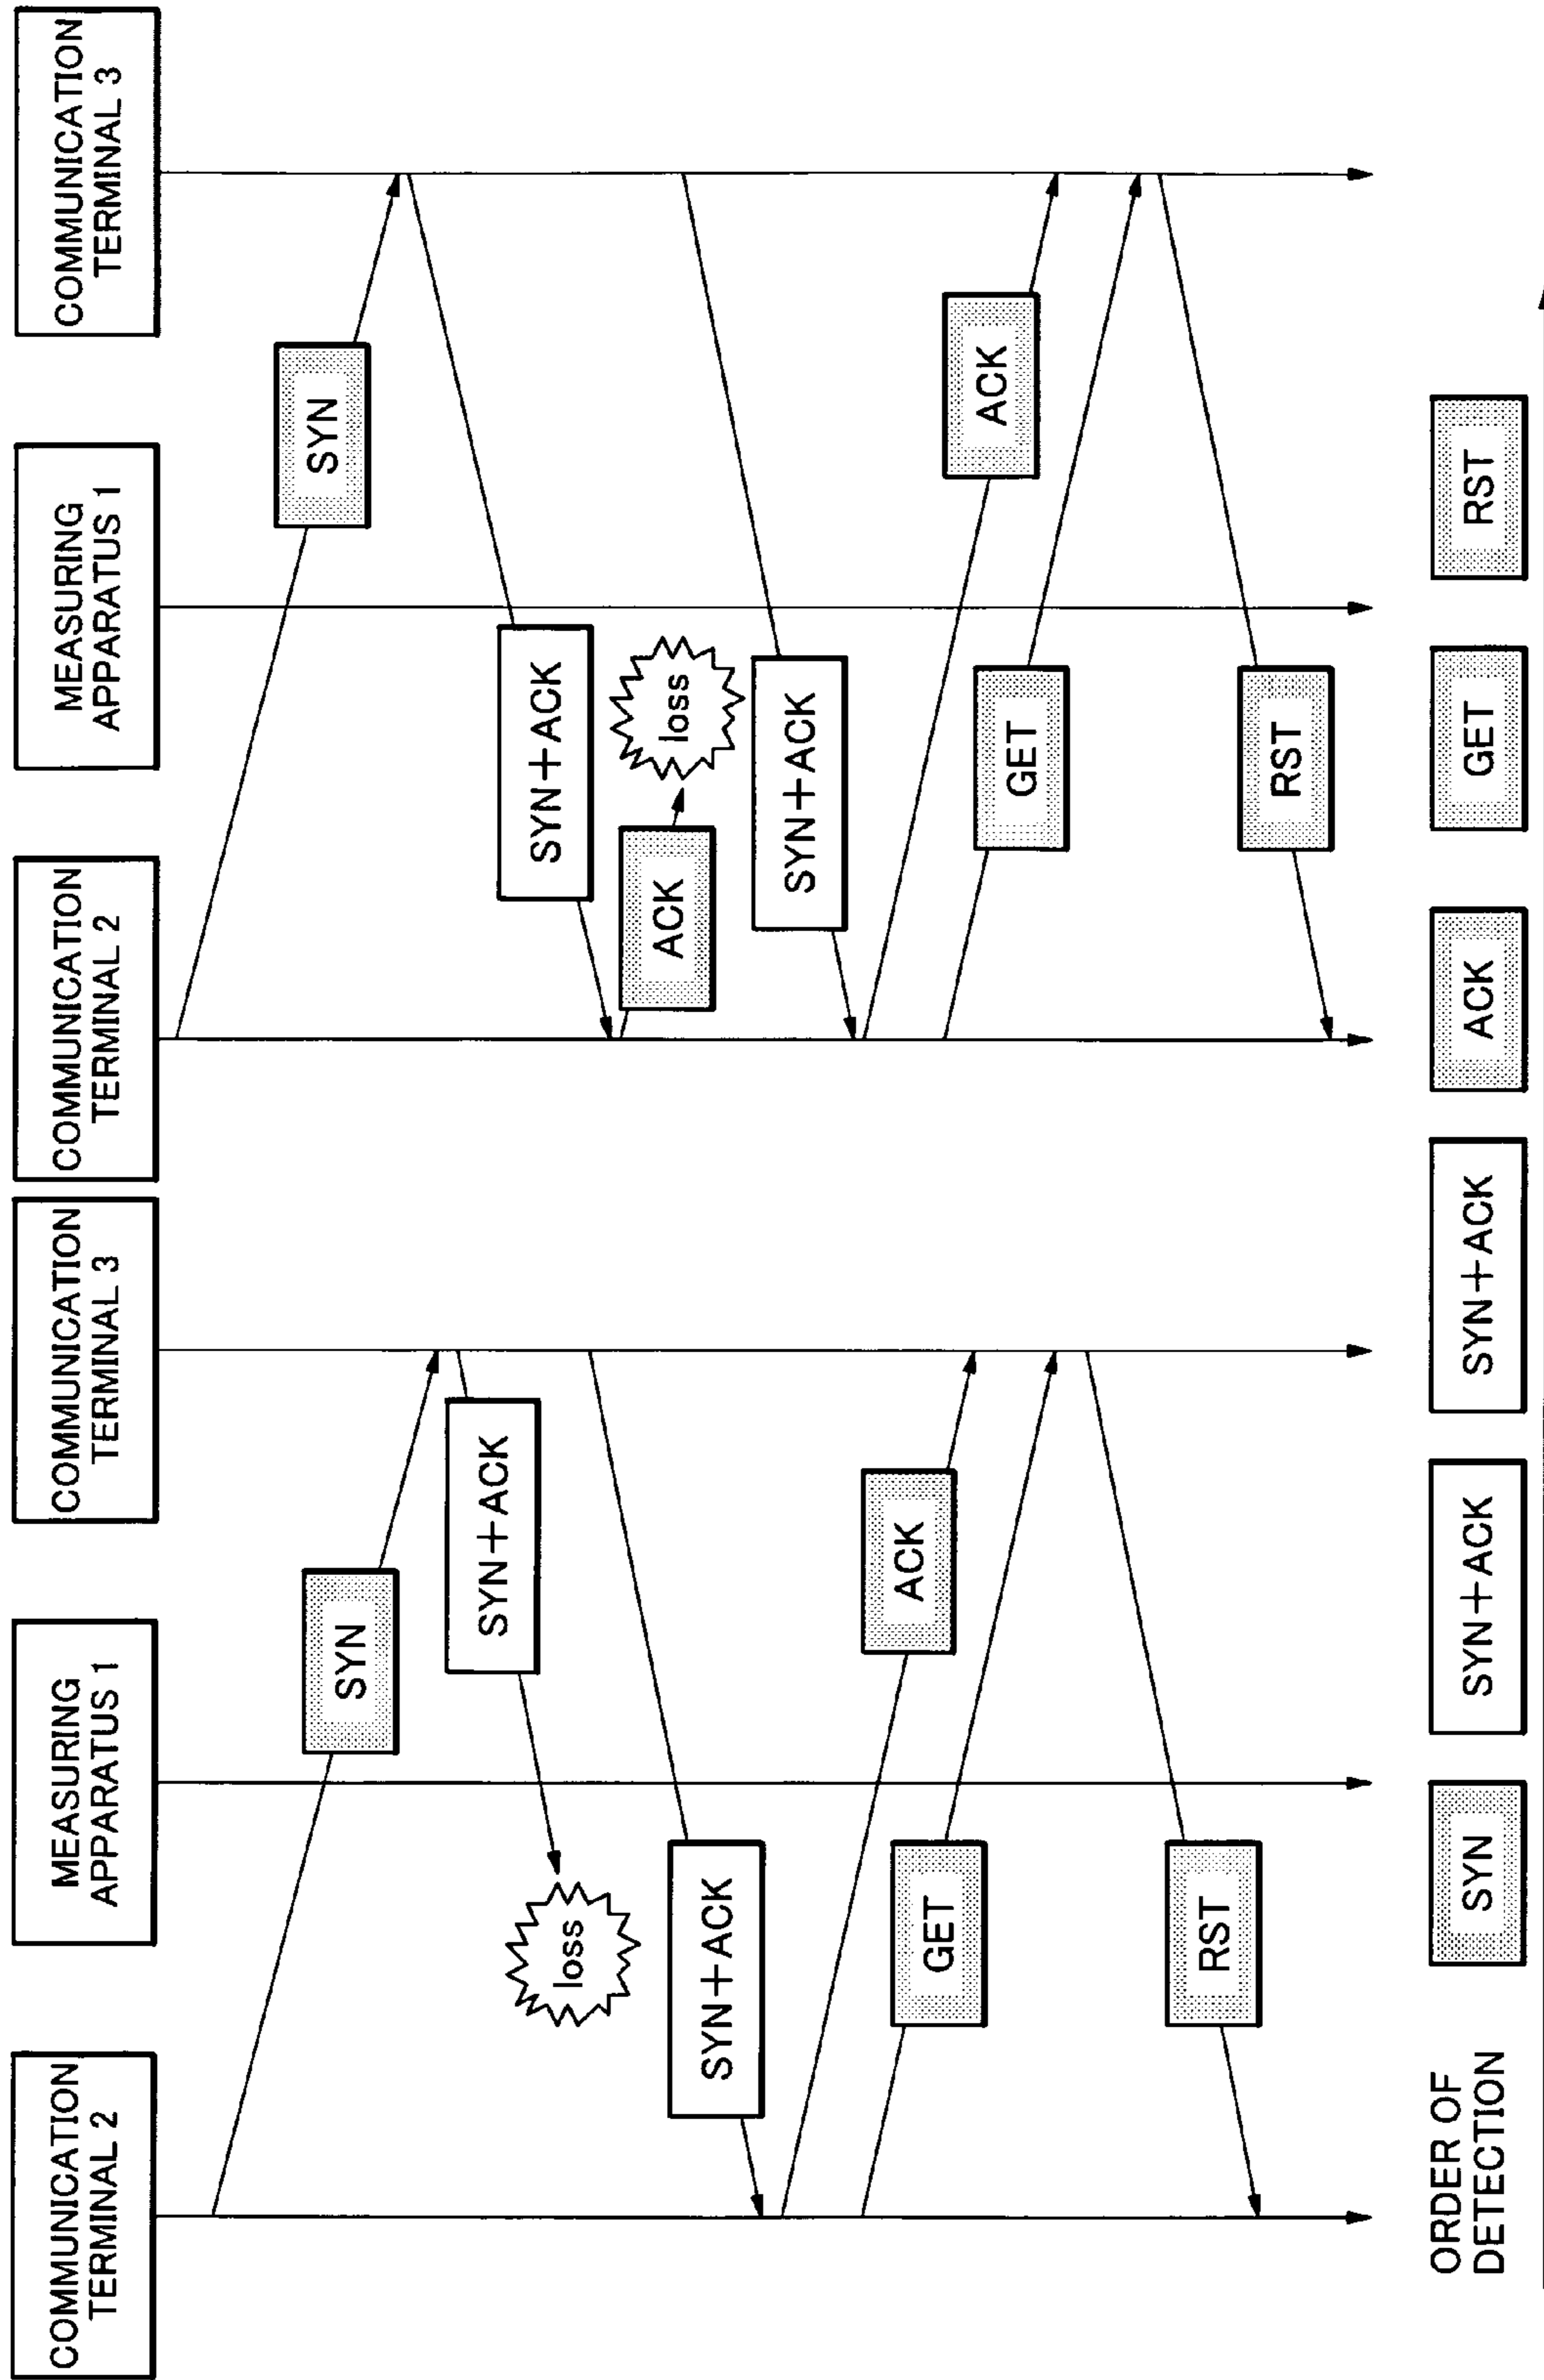 COMMUNICATION
TERMINAL 2
MEASURING
APPARATUS 1
COMMUNICATION
TERMINAL 3
SYN
SYN+ACK
loss
SYN+ACK
ACK
GET
RST
COMMUNICATION
TERMINAL 2
MEASURING
APPARATUS 1
COMMUNICATION
TERMINAL 3
SYN
SYN+ACK
ACK
loss
SYN+ACK
ACK
GET
RST
ORDER OF
DETECTION
SYN
SYN+ACK
SYN+ACK
ACK
GET
RST